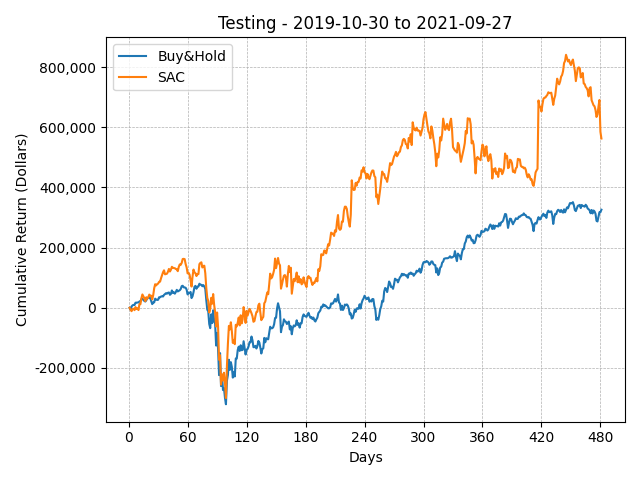 Testing - 2019-10-30 to 2021-09-27
Buy&Hold
SAC
Cumulative Return (Dollars)
800,000
600,000
400,000
200,000
0
-200,000
0 60 120 180 240 300 360 420 480
Days